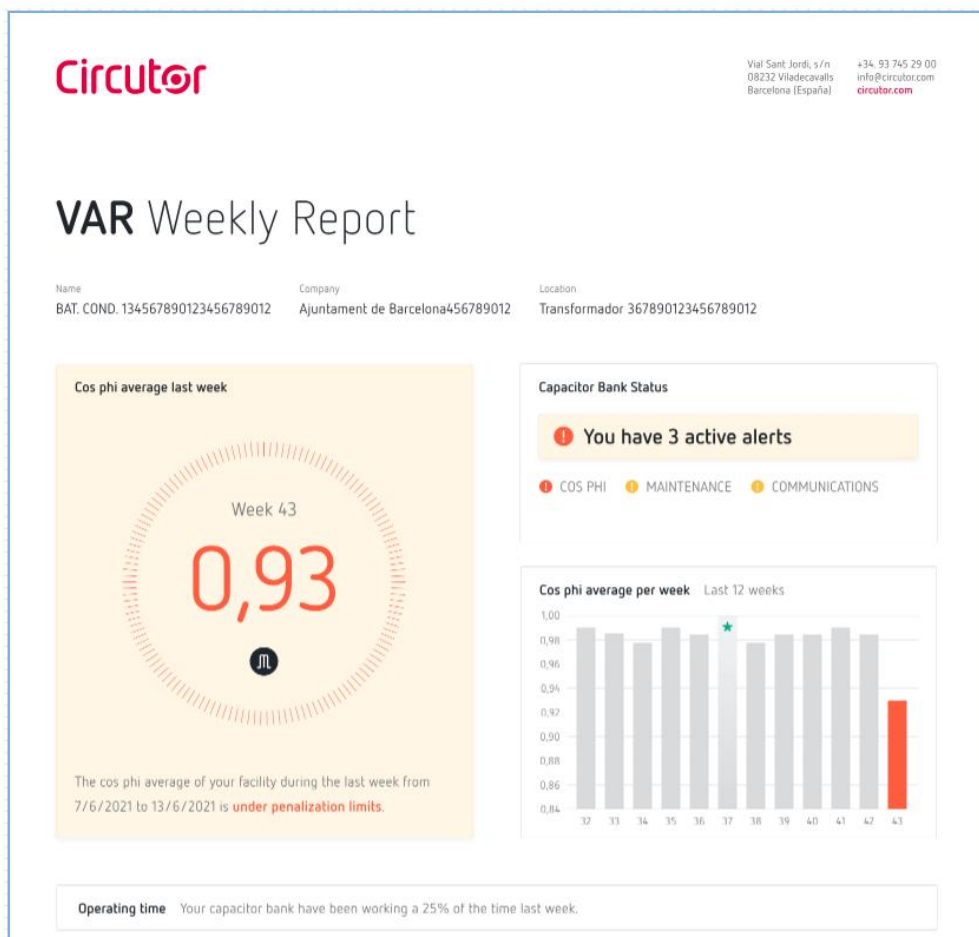 Circutor
Vial Sant Jordi, s/n
08232 Viladecavalls
Barcelona (España)
+34. 93 745 29 00
info@circutor.com
circutor.com
VAR Weekly Report
Name
BAT. COND. 134567890123456789012
Company
Ajuntament de Barcelona456789012
Location
Transformador 367890123456789012
Cos phi average last week
Week 43
0,93
The cos phi average of your facility during the last week from
7/6/2021 to 13/6/2021 is under penalization limits.
Capacitor Bank Status
You have 3 active alerts
COS PHI MAINTENANCE COMMUNICATIONS
Cos phi average per week Last 12 weeks
1,00
0,98
0,96
0,94
0,92
0,90
0,88
0,86
0,84
32 33 34 35 36 37 38 39 40 41 42 43
Operating time Your capacitor bank have been working a 25% of the time last week.